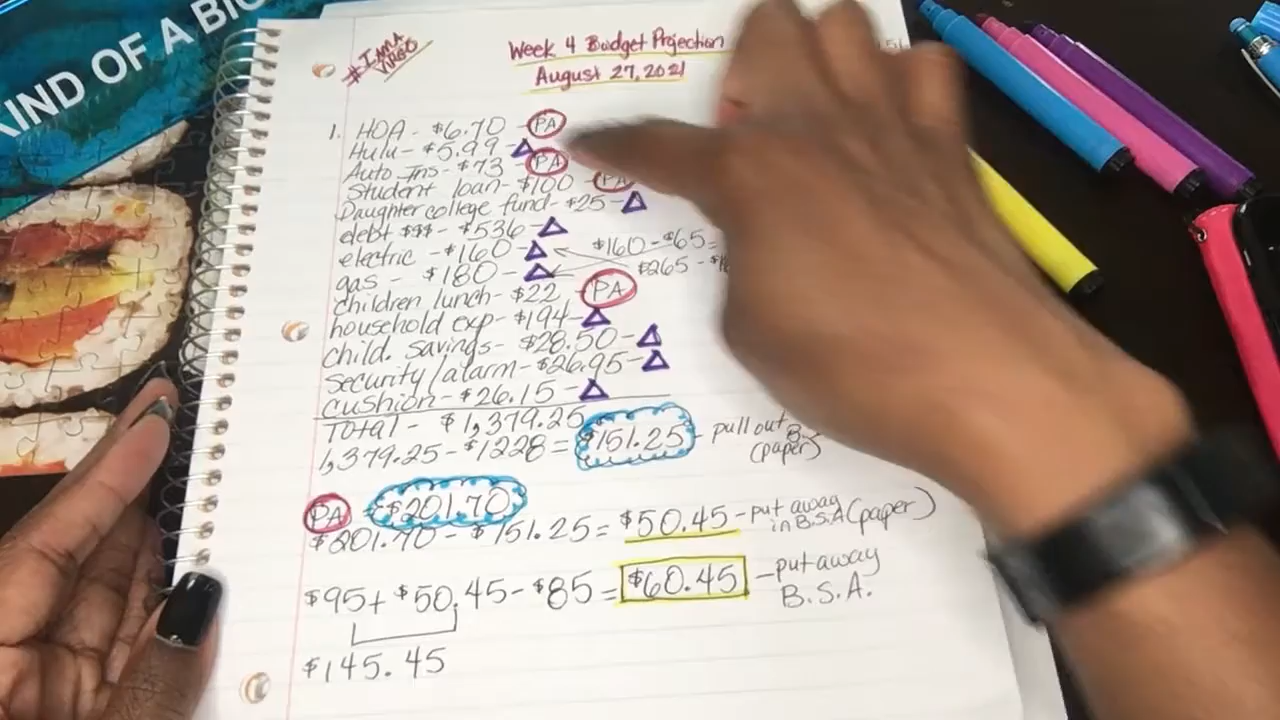 KIND OF A BIG
#I AM A
VIRGO
Week 4 Budget Projection
August 27, 2021
1. HOA - $6.70 - PA
Hulu - $5.99 -
Auto Ins - $73 - PA
Student loan - $100 - PA
Daughter college fund - $25 -
debt $$$ - $536 -
electric - $160 - $160 - $65 =
gas - $180 - $265 -
children lunch - $22 PA
household exp - $194 -
child. savings - $28.50 -
security/alarm - $26.95 -
cushion - $26.15 -
Total - $1,379.25
1,379.25 - $1228 = $151.25 - pull out
(paper)
PA $201.70
$201.70 - $151.25 = $50.45 - put away
in B.S.A (paper)
$95 + $50.45 - $85 = $60.45 - put away
B.S.A.
$145.45